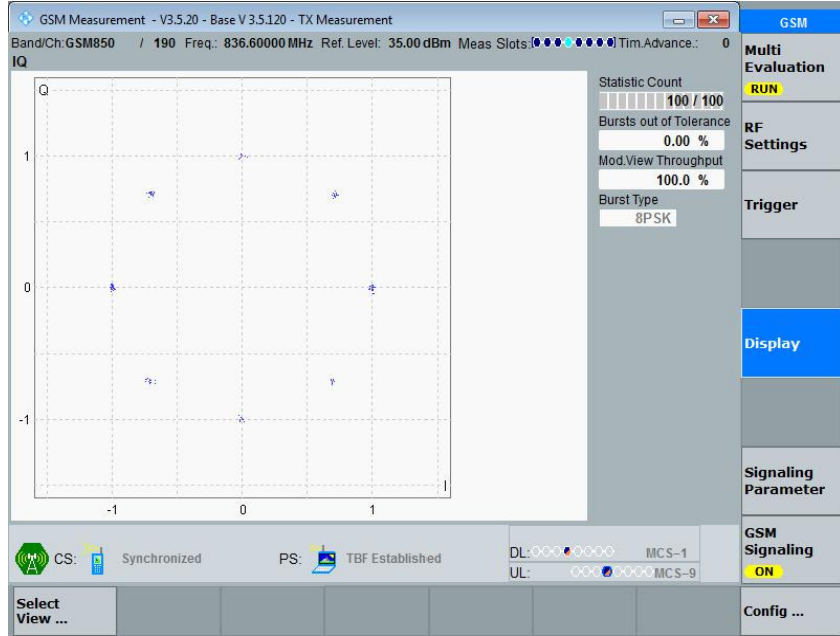 GSM Measurement - V3.5.20 - Base V 3.5.120 - TX Measurement
Band/Ch: GSM850 / 190 Freq.: 836.60000 MHz Ref. Level: 35.00 dBm Meas Slots: Tim.Advance.: 0
IQ
Q
1
0
-1
-1 0 1
I
Statistic Count
100 / 100
Bursts out of Tolerance
0.00 %
Mod.View Throughput
100.0 %
Burst Type
8PSK
CS: Synchronized PS: TBF Established
DL: MCS-1
UL: MCS-9
Select
View ...
GSM
Multi
Evaluation
RUN
RF
Settings
Trigger
Display
Signaling
Parameter
GSM
Signaling
ON
Config ...